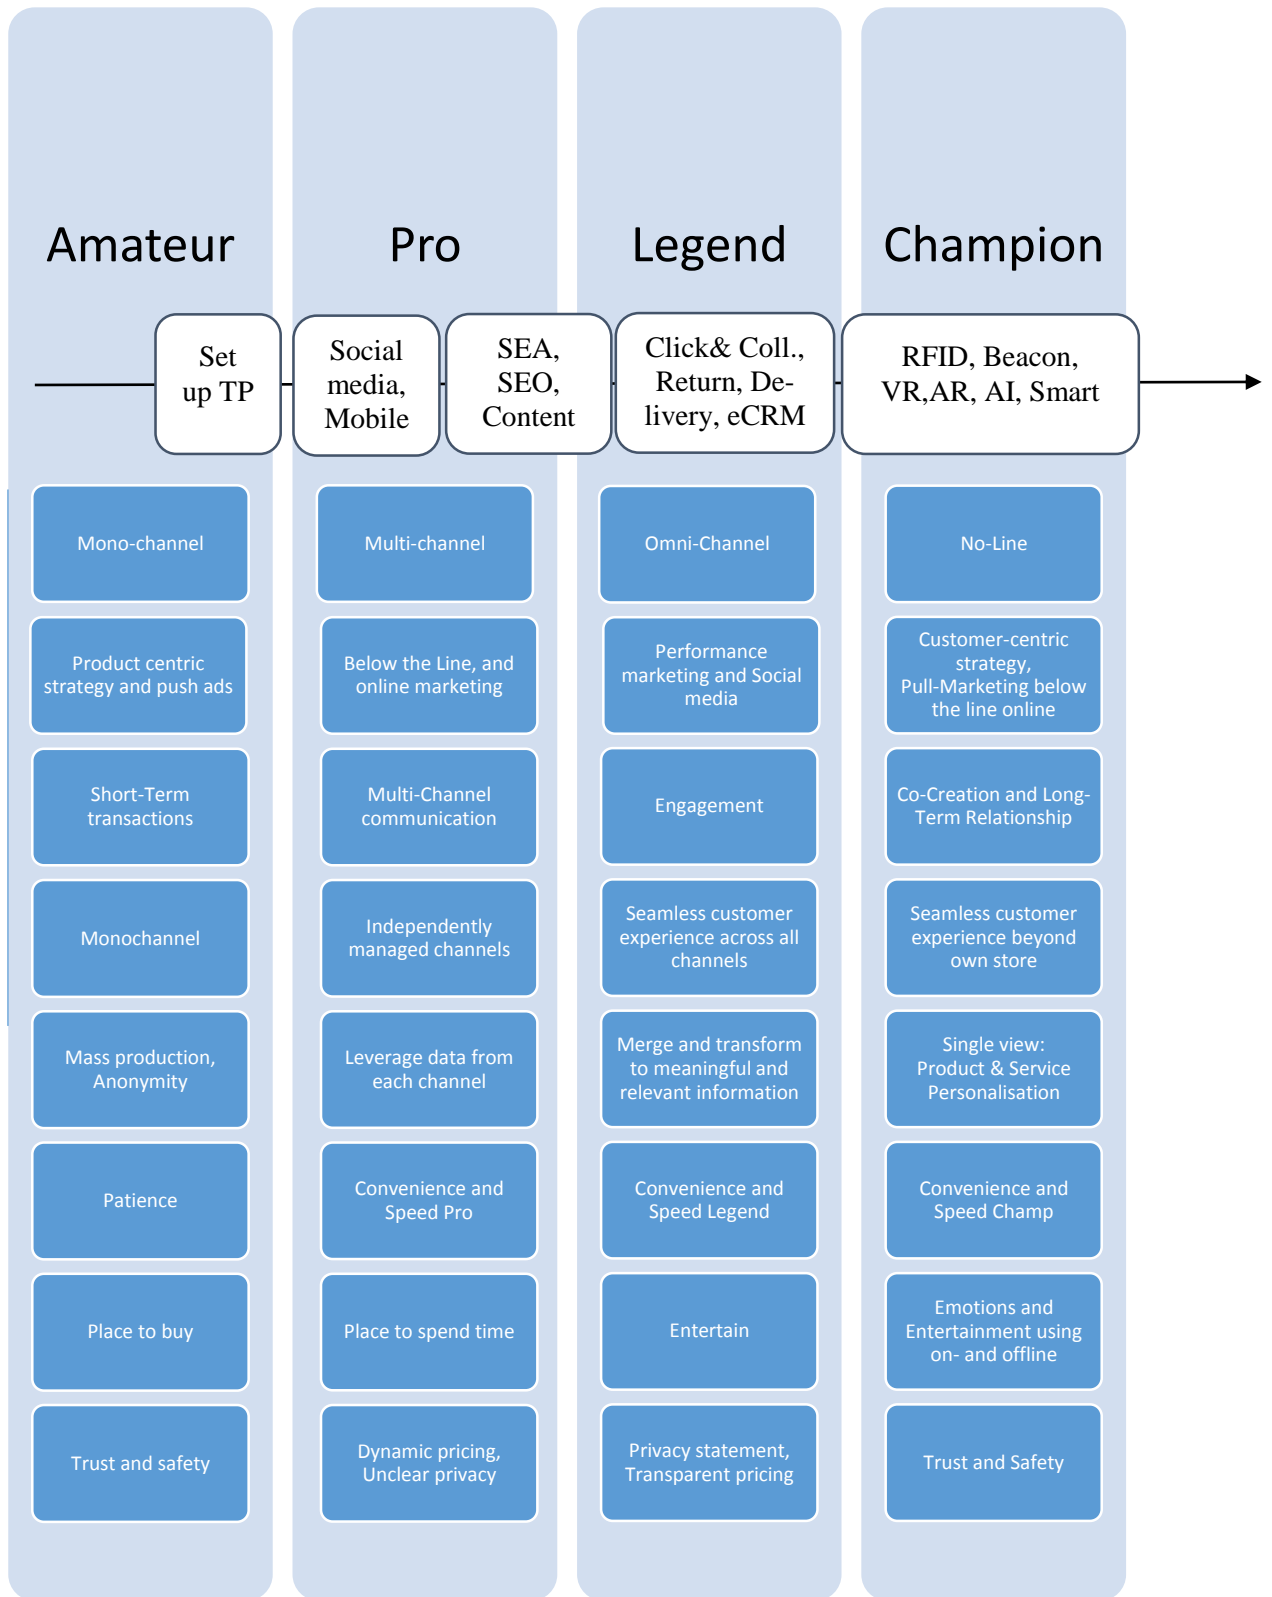 Amateur
Pro
Legend
Champion
Set
up TP
Social
media,
Mobile
SEA,
SEO,
Content
Click& Coll.,
Return, De-
livery, eCRM
RFID, Beacon,
VR,AR, AI, Smart
Mono-channel
Multi-channel
Omni-Channel
No-Line
Product centric
strategy and push ads
Below the Line, and
online marketing
Performance
marketing and Social
media
Customer-centric
strategy,
Pull-Marketing below
the line online
Short-Term
transactions
Multi-Channel
communication
Engagement
Co-Creation and Long-
Term Relationship
Monochannel
Independently
managed channels
Seamless customer
experience across all
channels
Seamless customer
experience beyond
own store
Mass production,
Anonymity
Leverage data from
each channel
Merge and transform
to meaningful and
relevant information
Single view:
Product & Service
Personalisation
Patience
Convenience and
Speed Pro
Convenience and
Speed Legend
Convenience and
Speed Champ
Place to buy
Place to spend time
Entertain
Emotions and
Entertainment using
on- and offline
Trust and safety
Dynamic pricing,
Unclear privacy
Privacy statement,
Transparent pricing
Trust and Safety